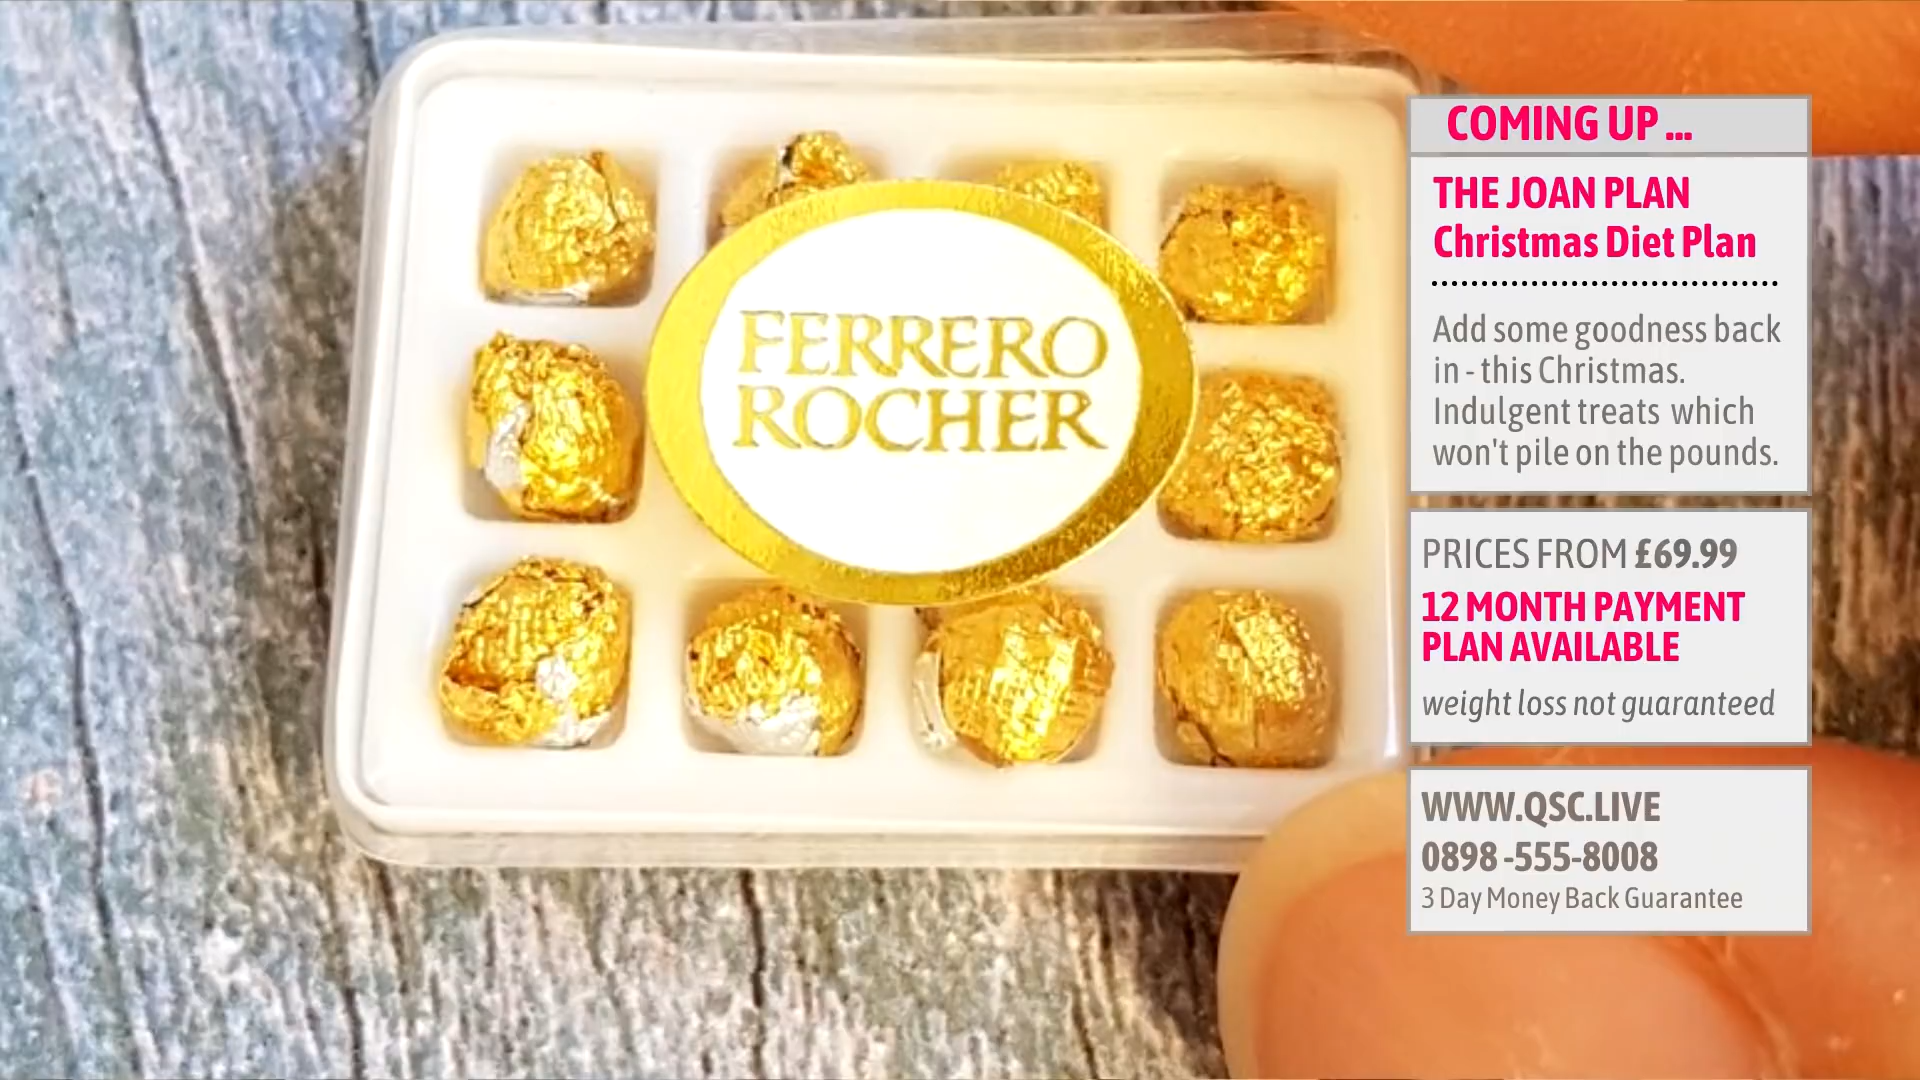 FERRERO
ROCHER
COMING UP ...
THE JOAN PLAN
Christmas Diet Plan
Add some goodness back
in - this Christmas.
Indulgent treats which
won't pile on the pounds.
PRICES FROM £69.99
12 MONTH PAYMENT
PLAN AVAILABLE
weight loss not guaranteed
WWW.QSC.LIVE
0898 -555-8008
3 Day Money Back Guarantee